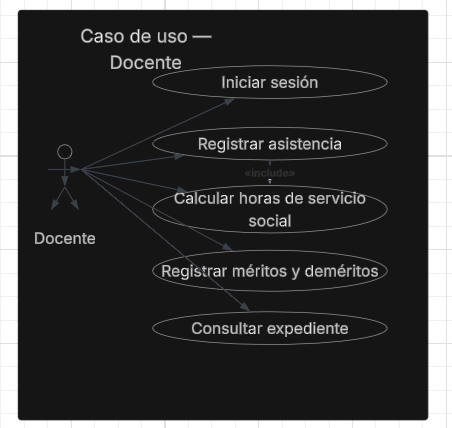 Caso de uso —
Docente
Iniciar sesión
Registrar asistencia
«include»
Calcular horas de servicio
social
Docente
Registrar méritos y deméritos
Consultar expediente